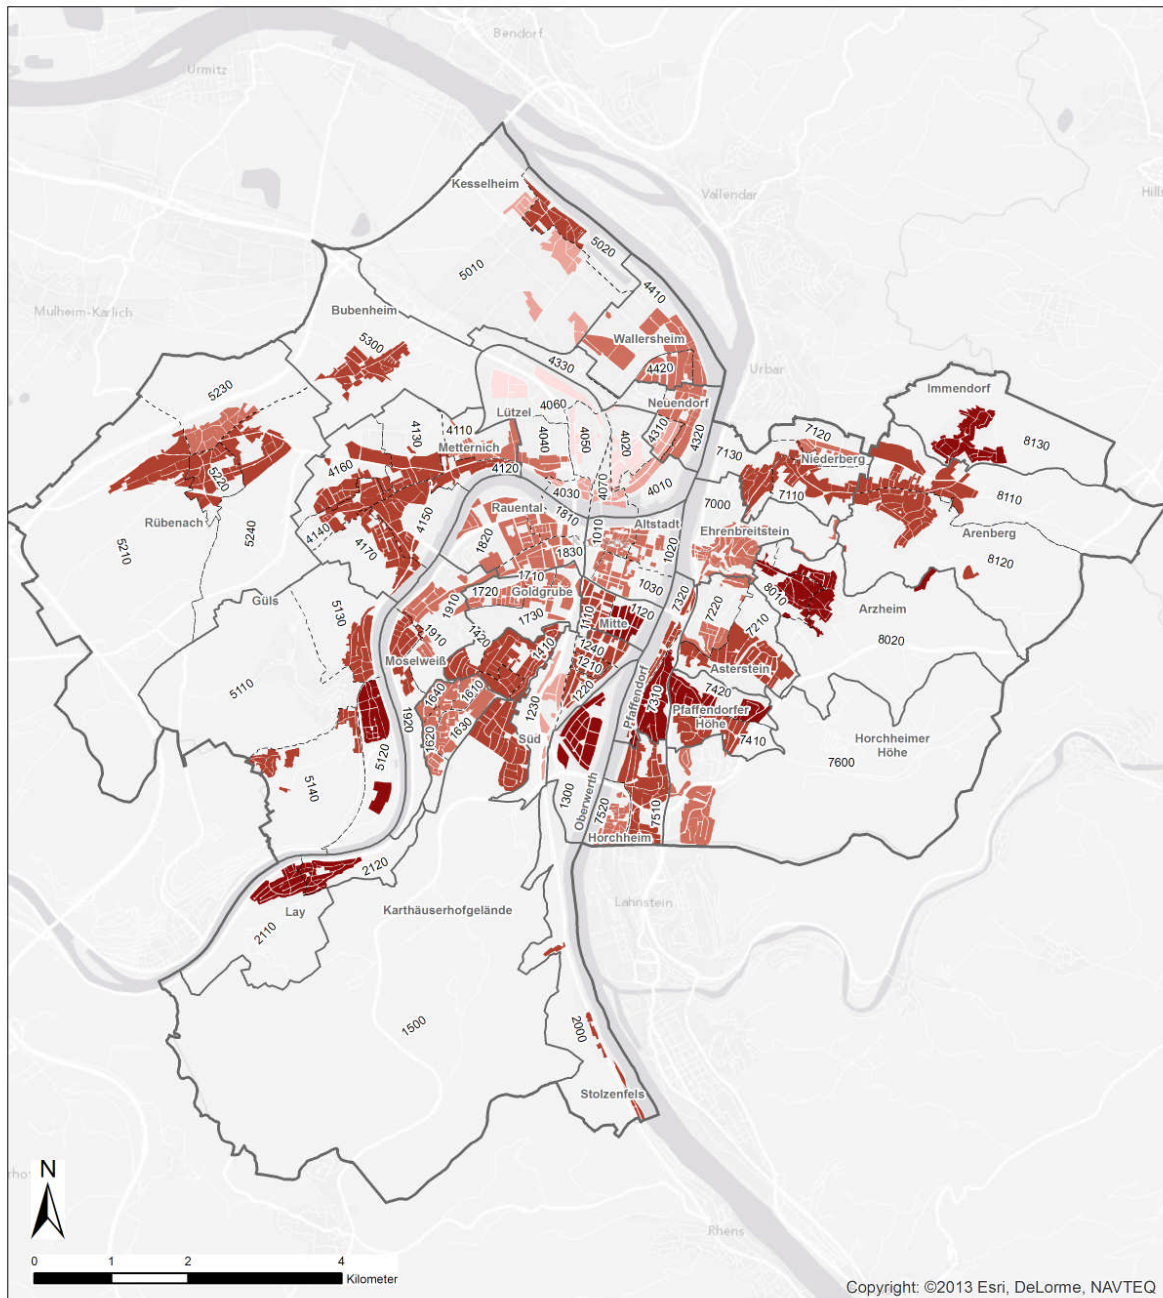 Bendorf
Urmitz
Vallendar
Kesselheim
5020
5010
4410
Mulheim-Karlich
Bubenheim
Wallersheim
5300
4330
4420
Urbar
5230
Immendorf
4060
Neuendorf
Lützel
4110
4130
4040
4050
4020
4310
4320
7120
8130
Metternich
Niederberg
7130
4160
4120
5220
4030
4070
4010
7110
8110
Rübenach
4140
4150
Rauental
1810
1010
Altstadt
7000
Ehrenbreitstein
Arenberg
5240
4170
1820
1830
1020
5210
8120
1710
1720
Goldgrube
1030
8010
Güls
5130
1910
1730
1110
1120
7320
7220
Arzheim
Mitte
7210
8020
1910
1420
1410
1240
Moselweiß
1210
Asterstein
5110
1640
1610
1220
Pfaffendorf
7310
7420
1920
1230
Pfaffendorfer
Höhe
1620
1630
Süd
7410
Horchheimer
Höhe
5120
7600
5140
1300
Oberwerth
7520
7510
Horchheim
2120
Lay
Karthäuserhofgelände
Lahnstein
2110
1500
2000
Stolzenfels
N
Rhens
0 1 2 4
Kilometer
Copyright: ©2013 Esri, DeLorme, NAVTEQ